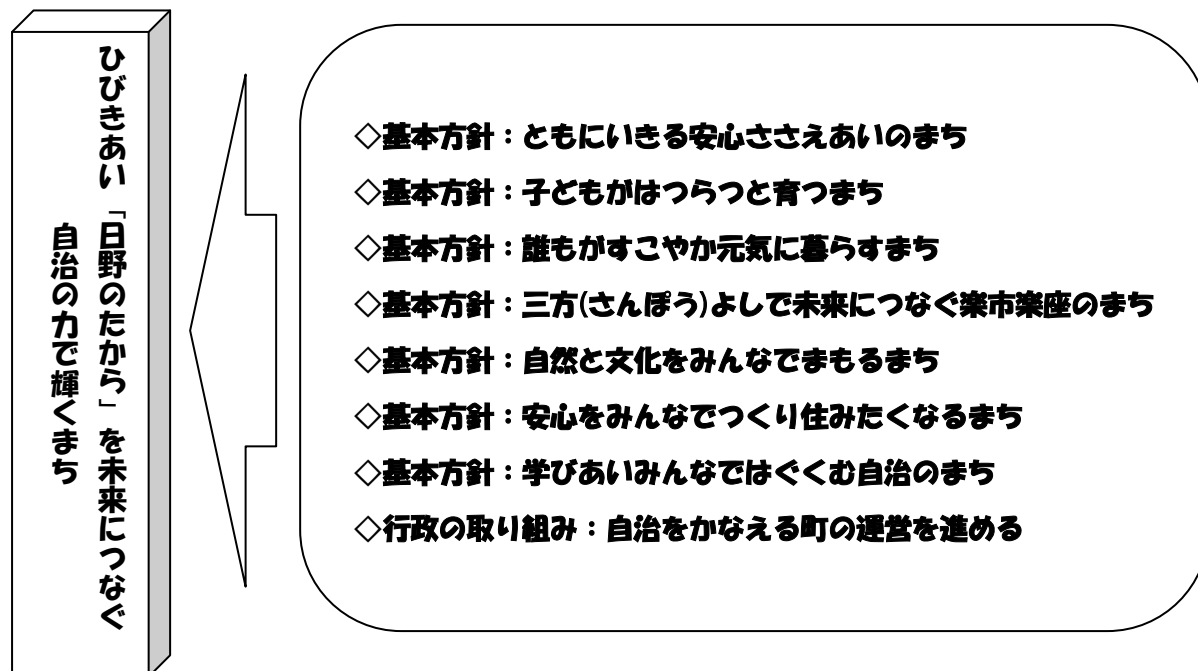 ひびきあい「日野のたから」を未来につなぐ
自治の力で輝くまち
◇基本方針：ともにいきる安心ささえあいのまち
◇基本方針：子どもがはつらつと育つまち
◇基本方針：誰もがすこやか元気に暮らすまち
◇基本方針：三方(さんぽう)よしで未来につなぐ楽市楽座のまち
◇基本方針：自然と文化をみんなでまもるまち
◇基本方針：安心をみんなでつくり住みたくなるまち
◇基本方針：学びあいみんなではぐくむ自治のまち
◇行政の取り組み：自治をかなえる町の運営を進める